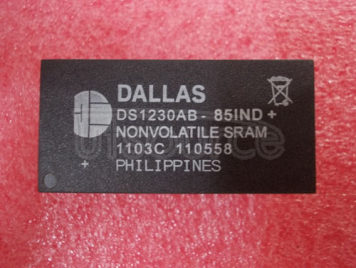 DALLAS
DS1230AB - 85IND +
NONVOLATILE SRAM
1103C 110558
+ PHILIPPINES